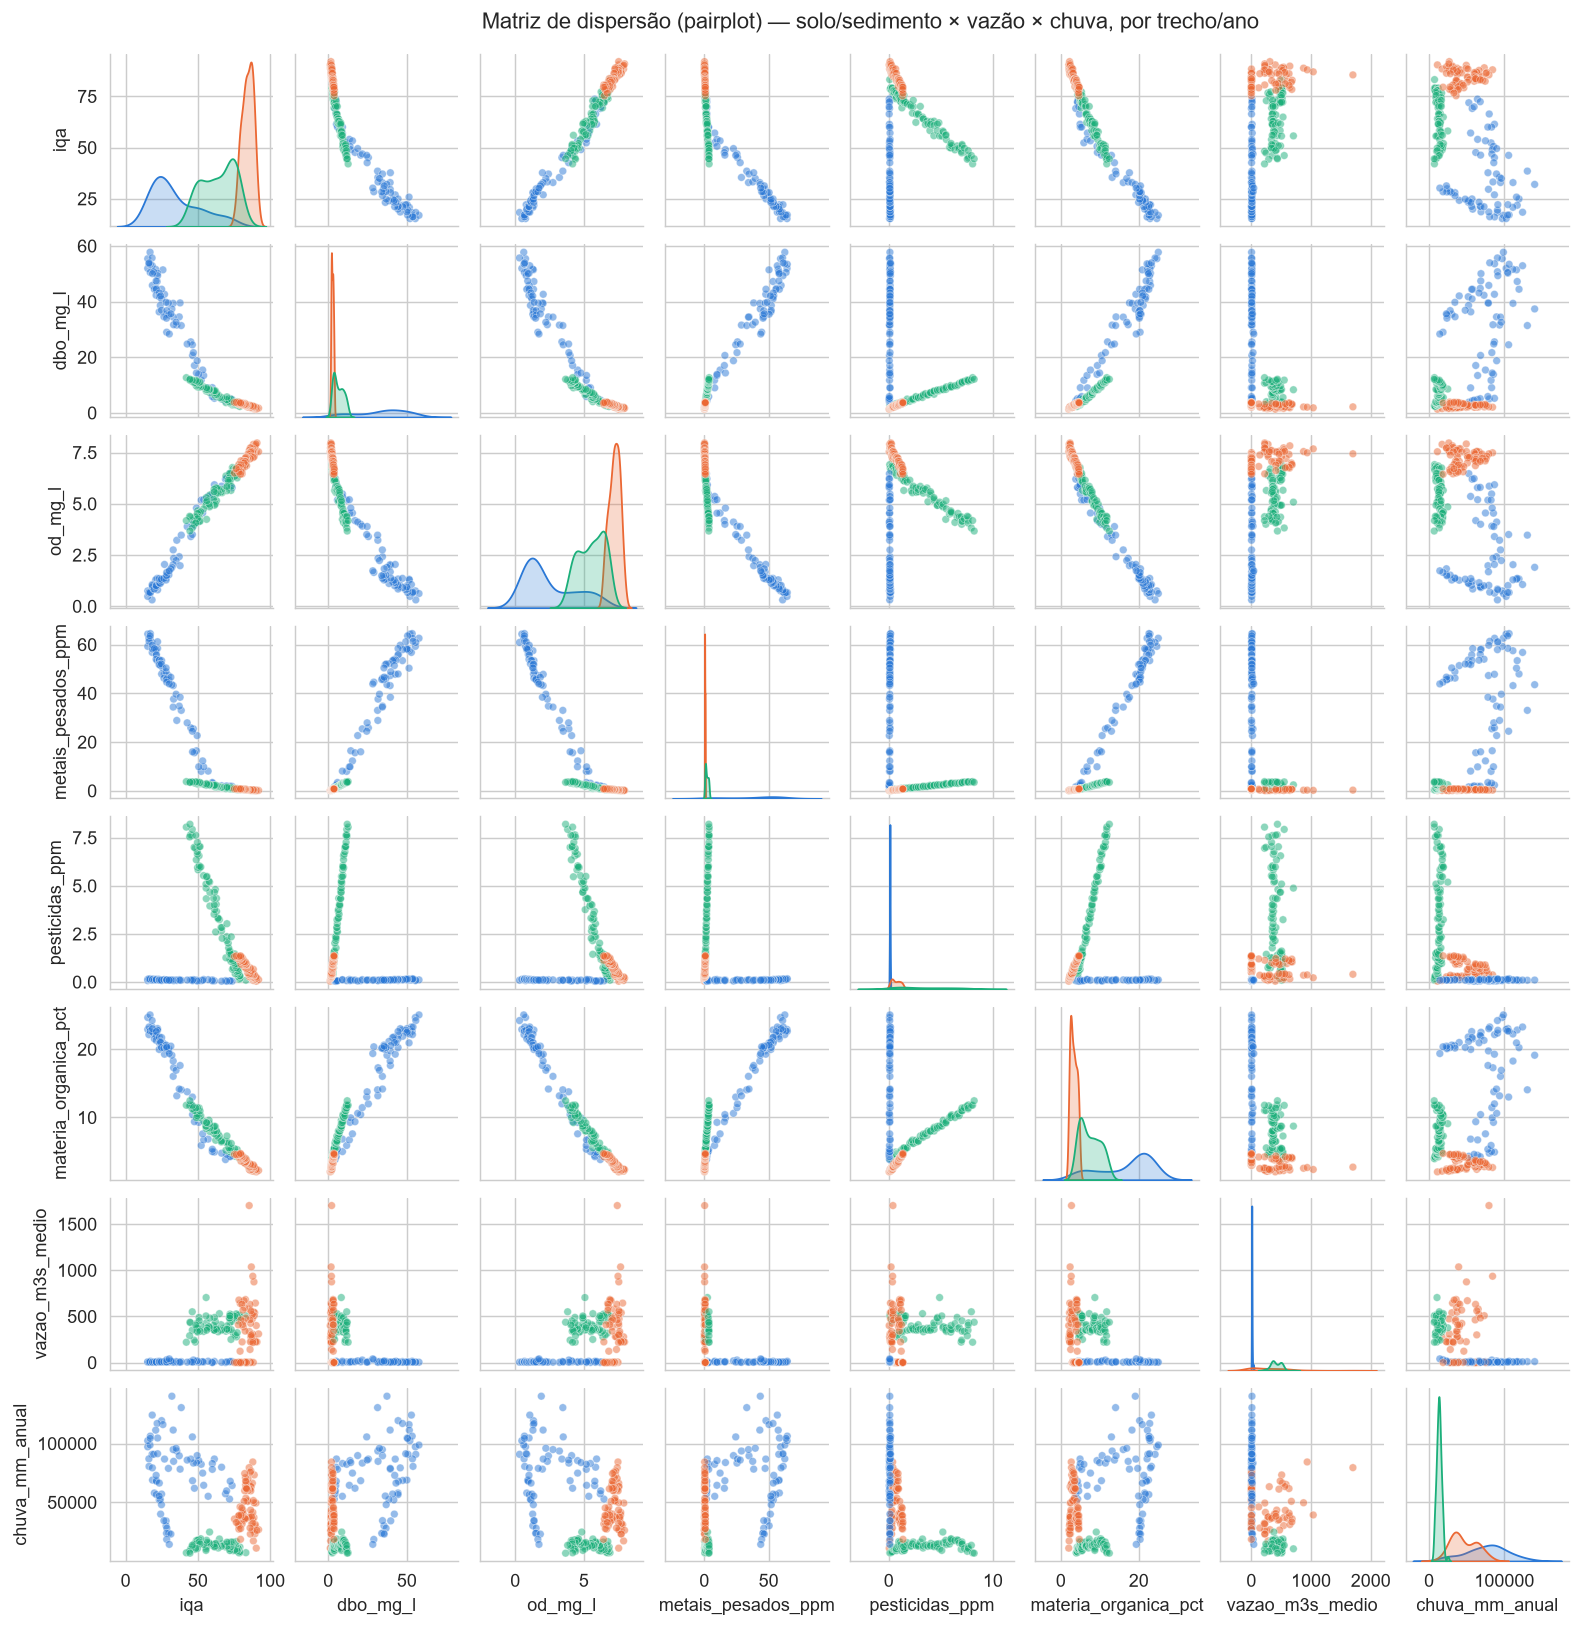 Matriz de dispersão (pairplot) — solo/sedimento × vazão × chuva, por trecho/ano
75
50
25
iqa
60
40
20
0
dbo_mg_l
7.5
5.0
2.5
0.0
od_mg_l
60
40
20
0
metais_pesados_ppm
7.5
5.0
2.5
0.0
pesticidas_ppm
20
10
materia_organica_pct
1500
1000
500
0
vazao_m3s_medio
100000
50000
chuva_mm_anual
0 50 100 0 50 0 5 0 50 0 10 0 20 0 1000 2000 0 100000
iqa dbo_mg_l od_mg_l metais_pesados_ppm pesticidas_ppm materia_organica_pct vazao_m3s_medio chuva_mm_anual